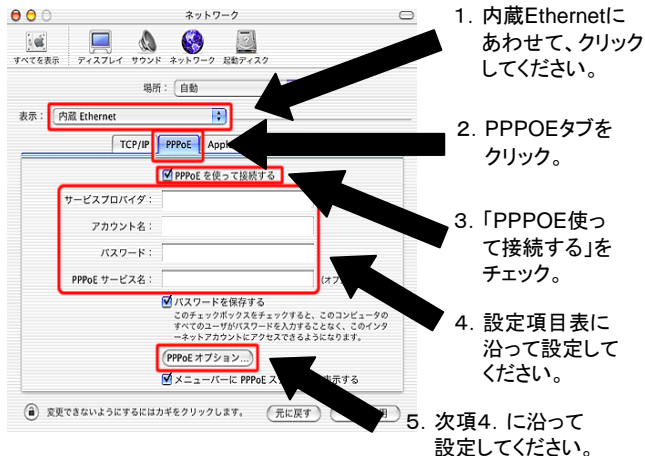 ネットワーク
すべてを表示 ディスプレイ サウンド ネットワーク 起動ディスク
場所： 自動
表示： 内蔵 Ethernet
TCP/IP PPPoE
PPPoE を使って接続する
サービスプロバイダ：
アカウント名：
パスワード：
PPPoE サービス名：
パスワードを保存する
このチェックボックスをチェックすると、このコンピュータの
すべてのユーザがパスワードを入力することなく、このインタ
ーネットアカウントにアクセスできるようになります。
PPPoE オプション...
メニューバーに PPPoE
変更できないようにするにはカギをクリックします。 元に戻す
1．内蔵Ethernetに
あわせて、クリック
してください。
2．PPPOEタブを
クリック。
3．「PPPOE使っ
て接続する」を
チェック。
4．設定項目表に
沿って設定して
ください。
5．次項4．に沿って
設定してください。